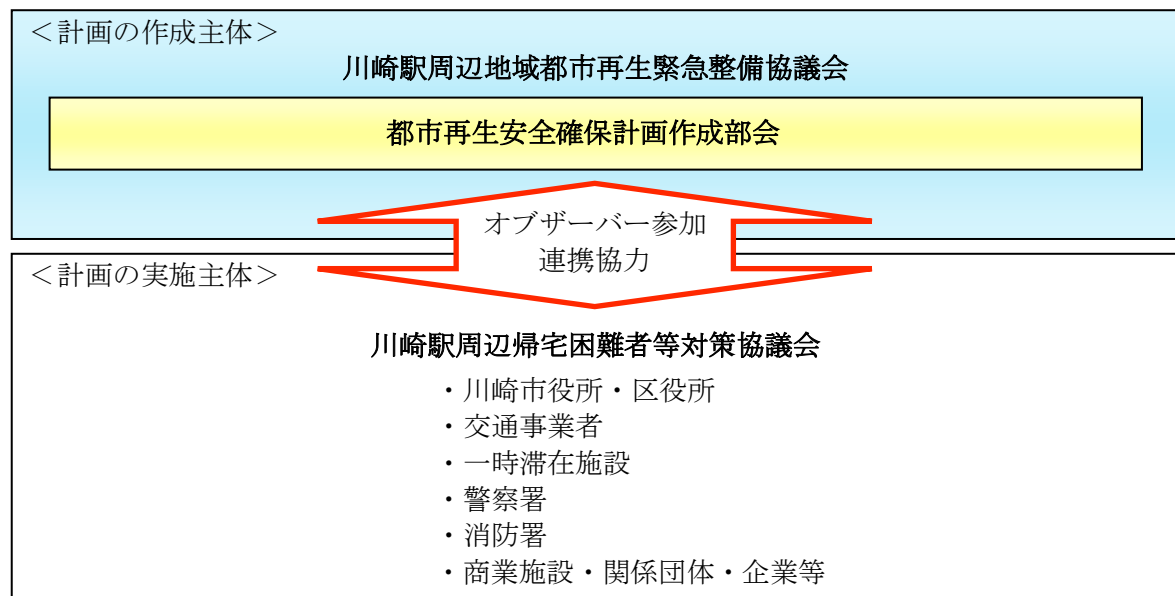 ＜計画の作成主体＞
川崎駅周辺地域都市再生緊急整備協議会
都市再生安全確保計画作成部会
オブザーバー参加
連携協力
＜計画の実施主体＞
川崎駅周辺帰宅困難者等対策協議会
・川崎市役所・区役所
・交通事業者
・一時滞在施設
・警察署
・消防署
・商業施設・関係団体・企業等